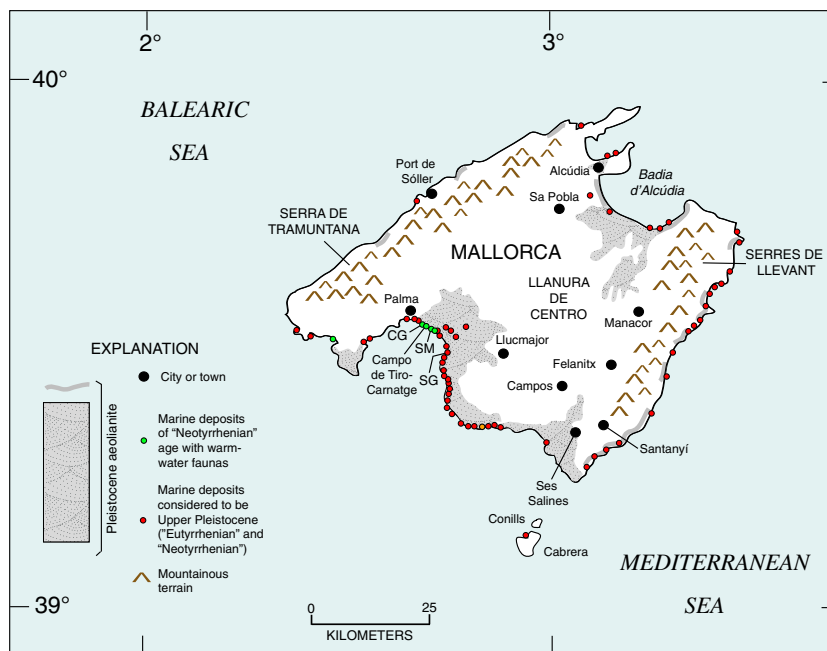 2°
3°
40°
BALEARIC
SEA
Port de
Sóller
Alcúdia
Badia
d'Alcúdia
Sa Pobla
SERRA DE
TRAMUNTANA
MALLORCA
SERRES DE
LLEVANT
LLANURA
DE
CENTRO
Palma
Manacor
CG
SM
Campo
de Tiro-
Carnatge
SG
Llucmajor
Felanitx
Campos
Santanyí
Ses
Salines
Conills
Cabrera
EXPLANATION
City or town
Marine deposits
of “Neotyrrhenian”
age with warm-
water faunas
Marine deposits
considered to be
Upper Pleistocene
("Eutyrrhenian” and
“Neotyrrhenian”)
Mountainous
terrain
Pleistocene aeolianite
MEDITERRANEAN
SEA
39°
0
25
KILOMETERS